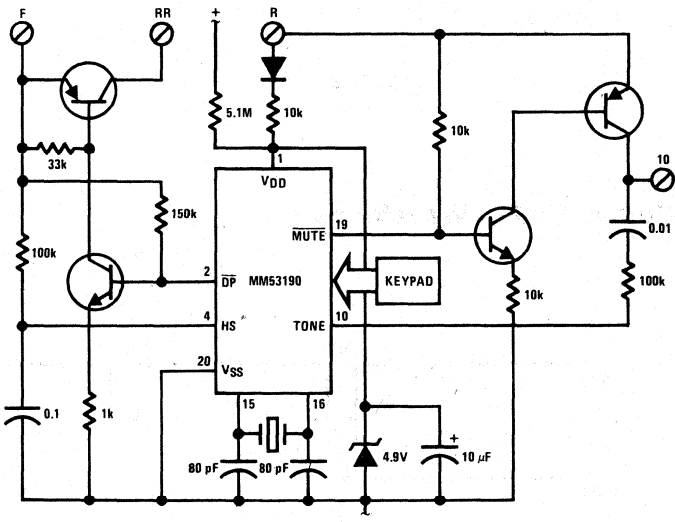 F
RR
+
R
5.1M
10k
10k
10
33k
1
VDD
150k
19
MUTE
0.01
100k
2
DP
MM53190
KEYPAD
10k
100k
4
HS
TONE
10
20
VSS
0.1
1k
15
16
80 pF
80 pF
4.9V
+
10 μF